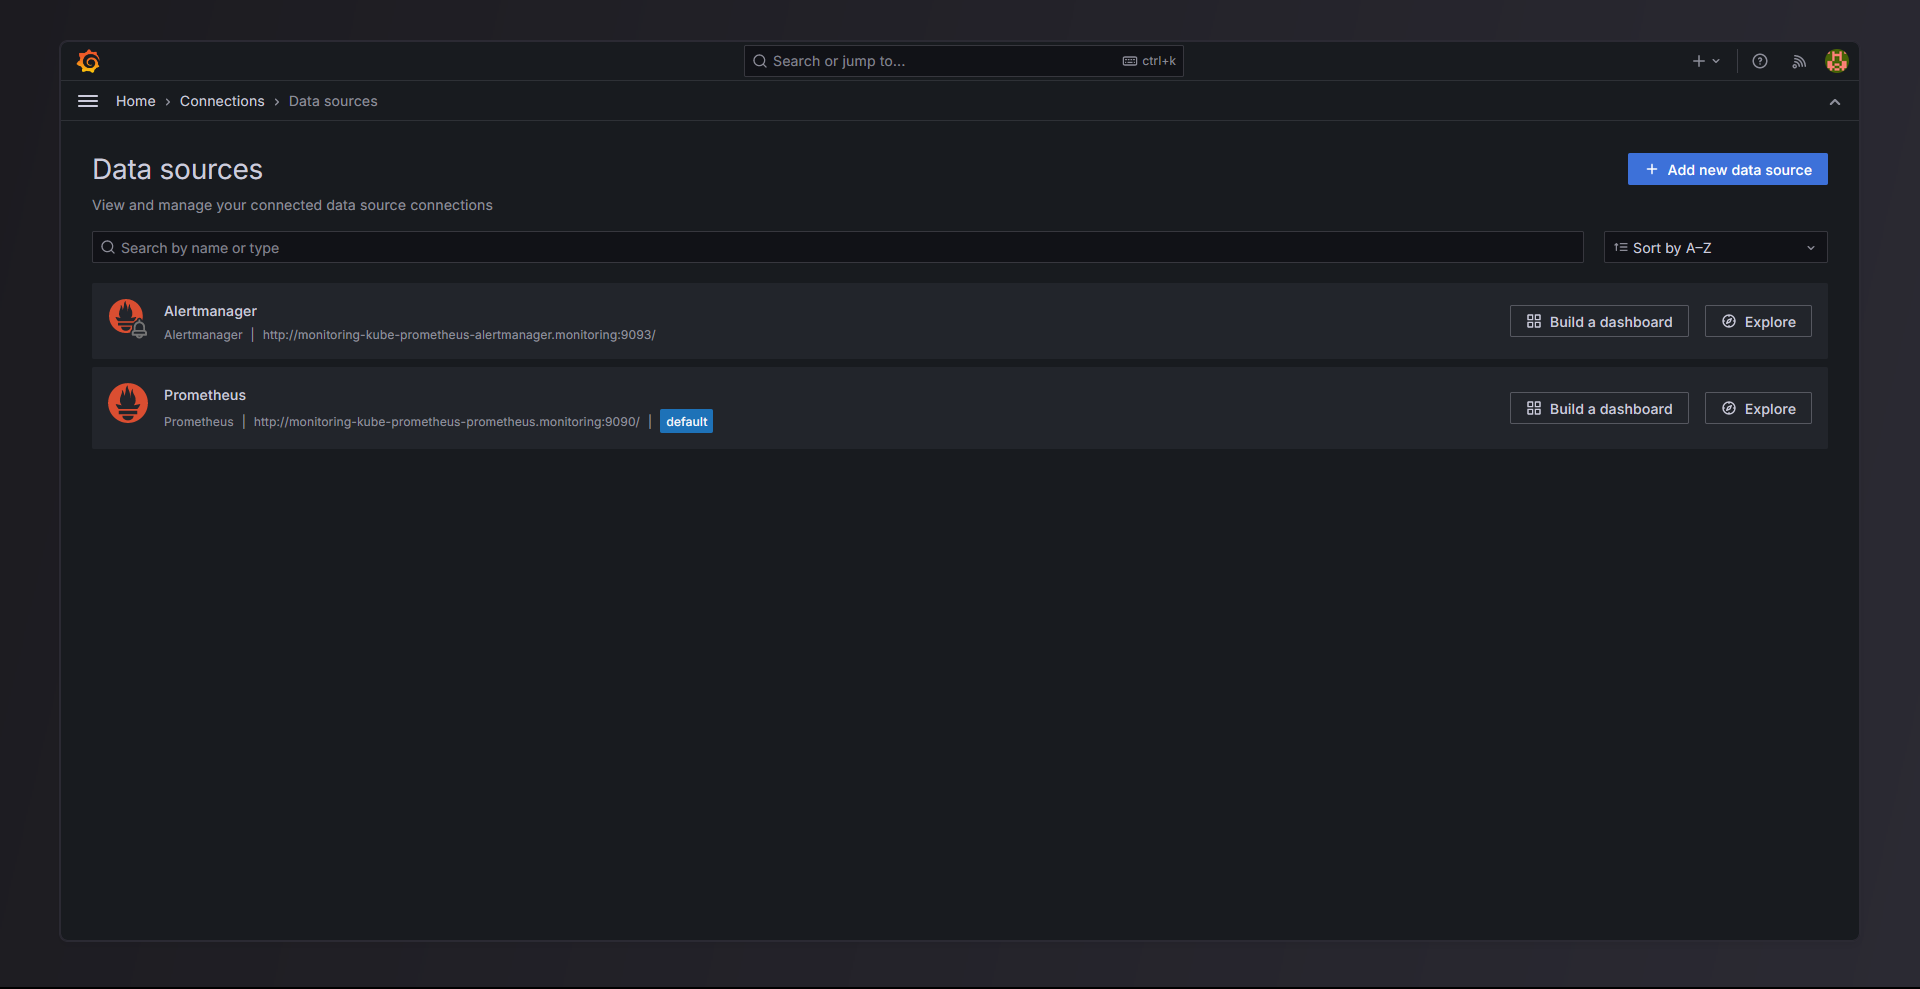 Search or jump to...
ctrl+k
Home › Connections › Data sources
Data sources
Add new data source
View and manage your connected data source connections
Search by name or type
Sort by A–Z
Alertmanager
Alertmanager | http://monitoring-kube-prometheus-alertmanager.monitoring:9093/
Build a dashboard
Explore
Prometheus
Prometheus | http://monitoring-kube-prometheus-prometheus.monitoring:9090/ | default
Build a dashboard
Explore